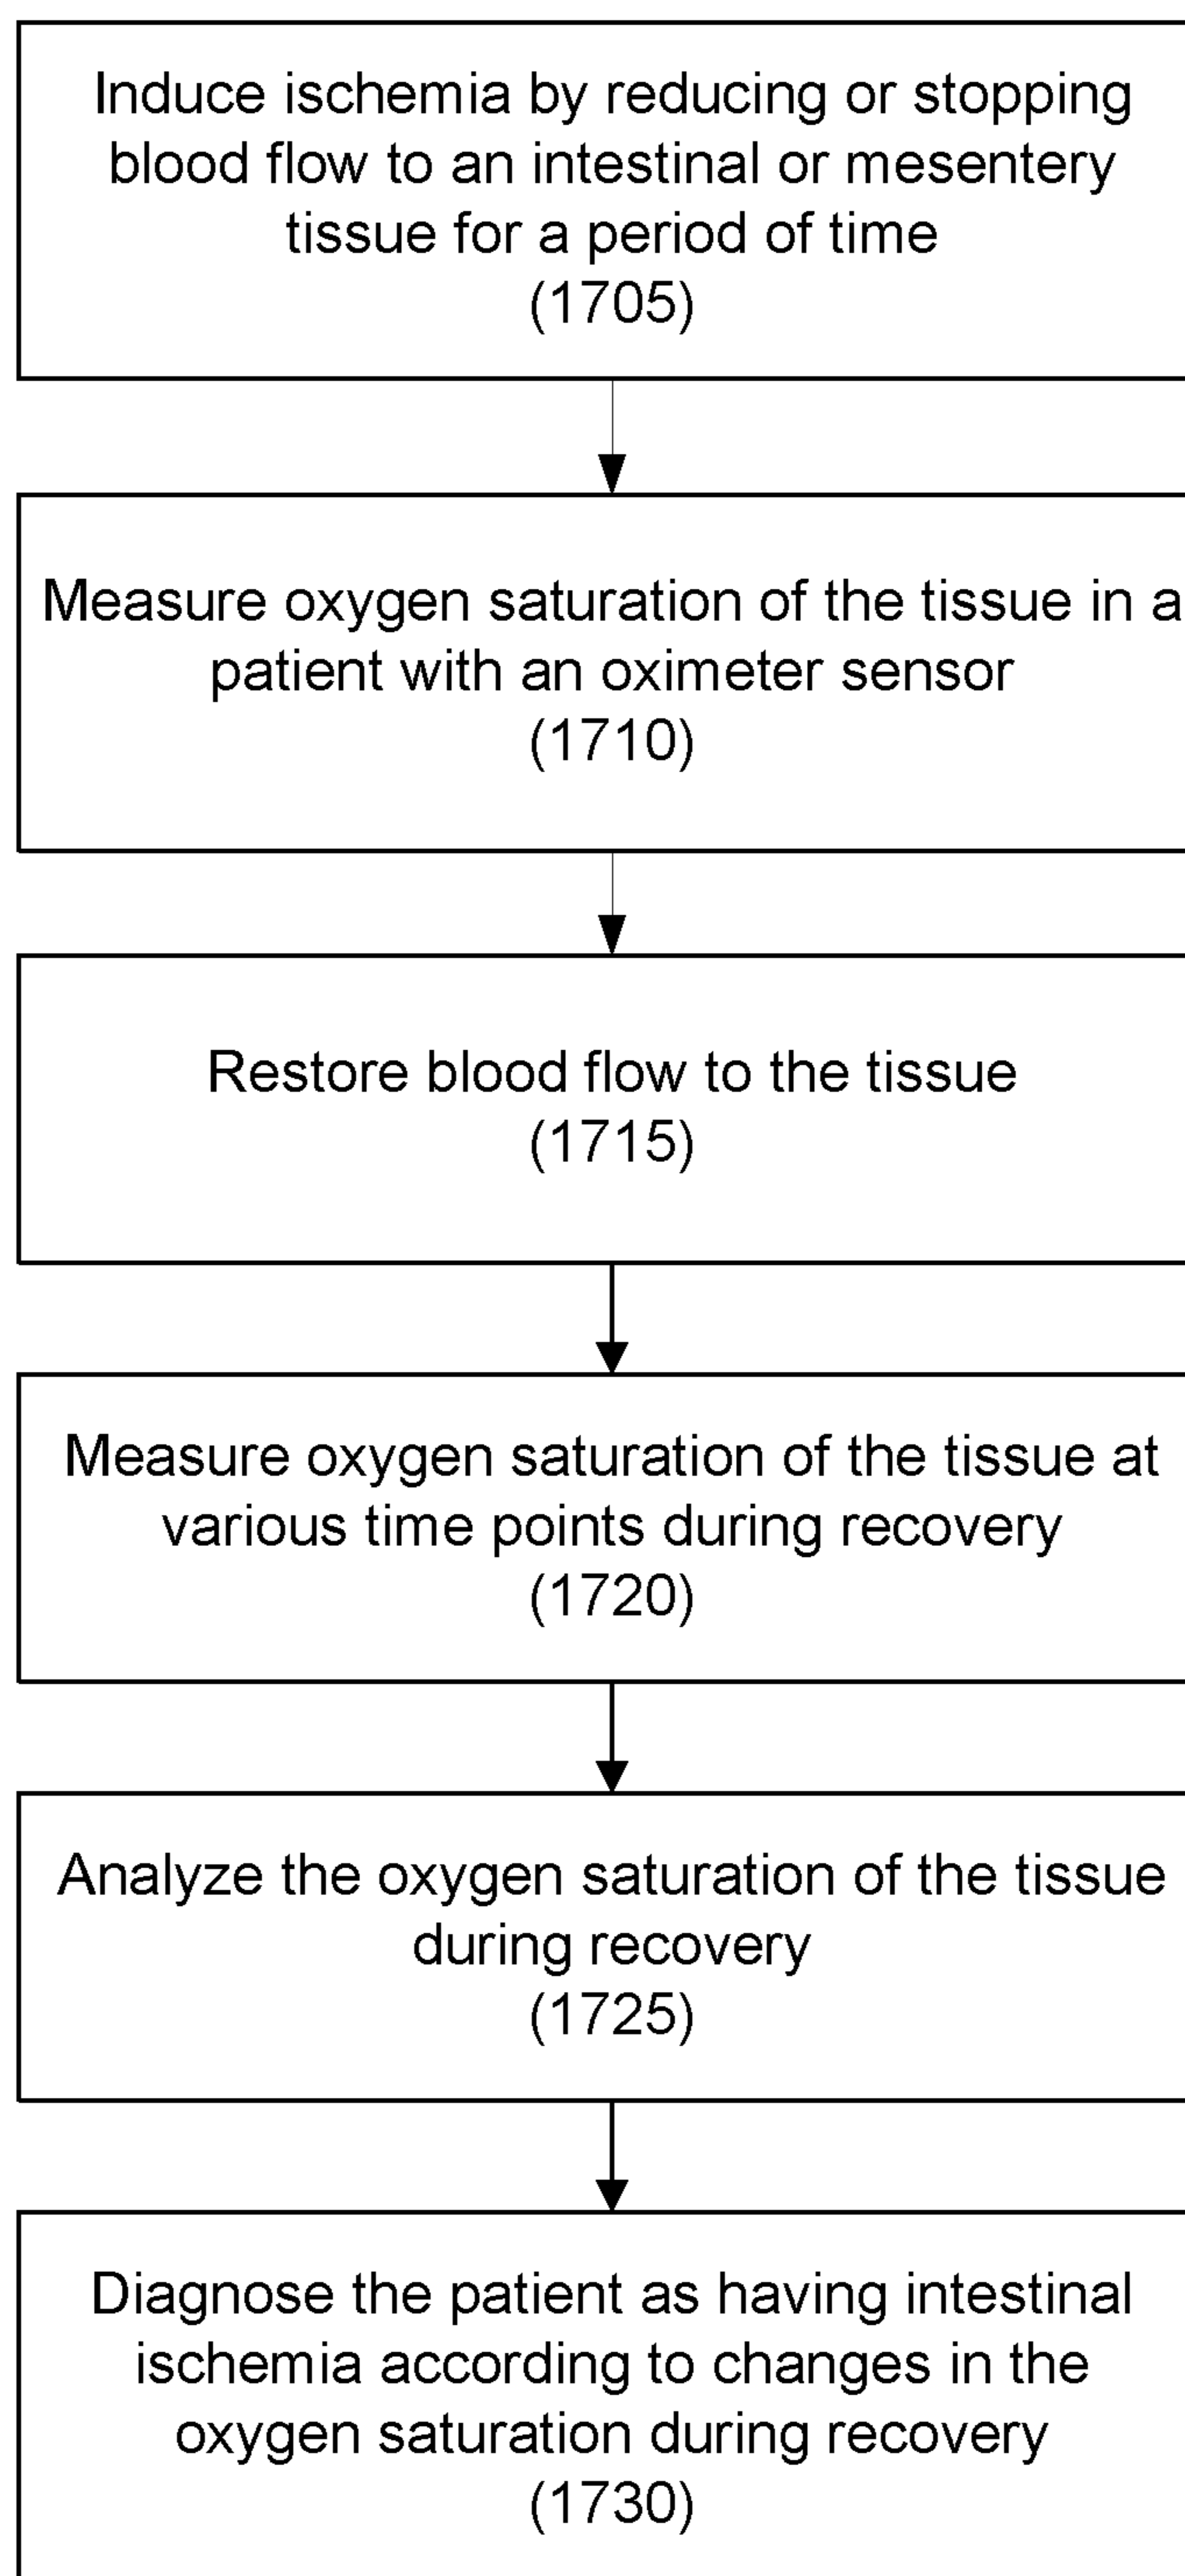 Induce ischemia by reducing or stopping
blood flow to an intestinal or mesentery
tissue for a period of time
(1705)
Measure oxygen saturation of the tissue in a
patient with an oximeter sensor
(1710)
Restore blood flow to the tissue
(1715)
Measure oxygen saturation of the tissue at
various time points during recovery
(1720)
Analyze the oxygen saturation of the tissue
during recovery
(1725)
Diagnose the patient as having intestinal
ischemia according to changes in the
oxygen saturation during recovery
(1730)